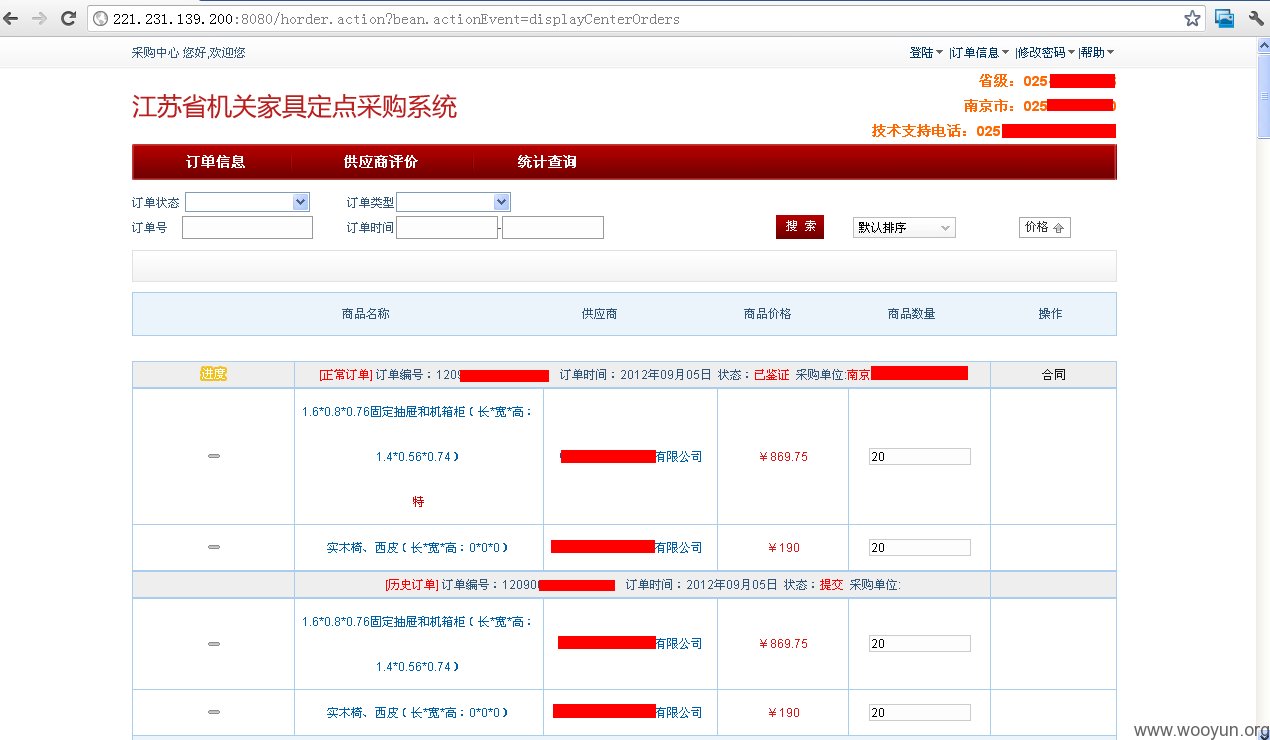 221.231.139.200:8080/horder.action?bean.actionEvent=displayCenterOrders
采购中心 您好,欢迎您
登陆 |订单信息 |修改密码 |帮助
省级：025
江苏省机关家具定点采购系统
南京市：025
技术支持电话：025
订单信息 供应商评价 统计查询
订单状态 订单类型
订单号 订单时间 - 搜 索 默认排序 价格
商品名称 供应商 商品价格 商品数量 操作
进度 [正常订单] 订单编号：1209 订单时间：2012年09月05日 状态：已鉴证 采购单位:南京 合同
1.6*0.8*0.76固定抽屉和机箱柜（长*宽*高：
1.4*0.56*0.74） 有限公司 ￥869.75 20
特
实木椅、西皮（长*宽*高：0*0*0） 有限公司 ￥190 20
[历史订单] 订单编号：12090 订单时间：2012年09月05日 状态：提交 采购单位:
1.6*0.8*0.76固定抽屉和机箱柜（长*宽*高：
有限公司 ￥869.75 20
1.4*0.56*0.74）
实木椅、西皮（长*宽*高：0*0*0） 有限公司 ￥190 20
www.wooyun.org